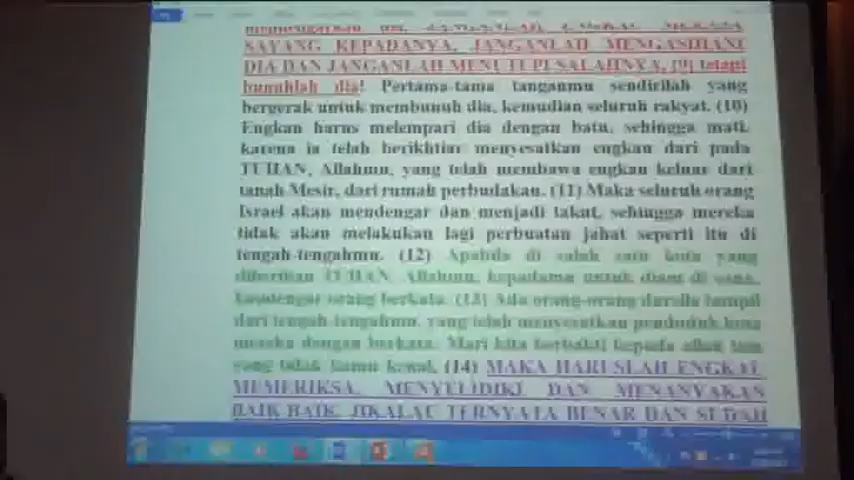 SAYANG KEPADANYA, JANGANLAH MENGASIHANI
DIA DAN JANGANLAH MENUTUPI SALAHNYA, [9] tetapi
bunuhlah dia! Pertama-tama tanganmu sendirilah yang
bergerak untuk membunuh dia, kemudian seluruh rakyat. (10)
Engkau harus melempari dia dengan batu, sehingga mati,
karena ia telah berikhtiar menyesatkan engkau dari pada
TUHAN, Allahmu, yang telah membawa engkau keluar dari
tanah Mesir, dari rumah perbudakan. (11) Maka seluruh orang
Israel akan mendengar dan menjadi takut, sehingga mereka
tidak akan melakukan lagi perbuatan jahat seperti itu di
tengah-tengahmu. (12) Apabila di salah satu kota yang
diberikan TUHAN, Allahmu, kepadamu untuk diam di sana,
kaudengar orang berkata: (13) Ada orang-orang dursila tampil
dari tengah-tengahmu, yang telah menyesatkan penduduk kota
mereka dengan berkata: Mari kita berbakti kepada allah lain
yang tidak kamu kenal, (14) MAKA HARUSLAH ENGKAU
MEMERIKSA, MENYELIDIKI DAN MENANYAKAN
BAIK-BAIK. JIKALAU TERNYATA BENAR DAN SUDAH